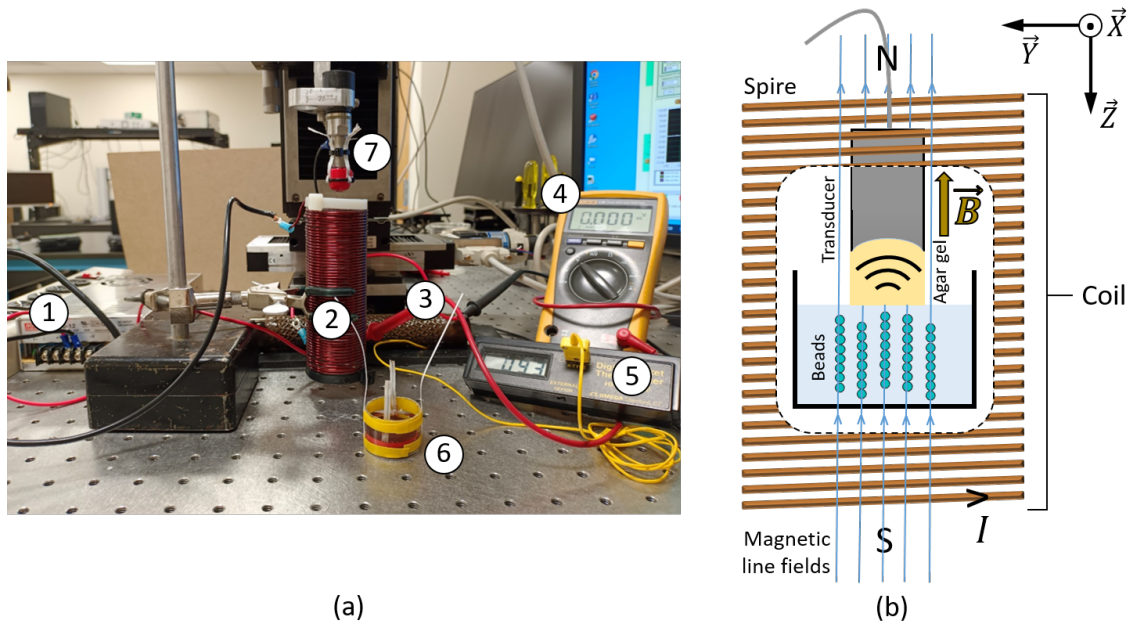 1
2
3
4
5
6
7
0.000
(a)
X
Y
Z
N
Spire
Transducer
B
Agar gel
Beads
Coil
I
S
Magnetic
line fields
(b)